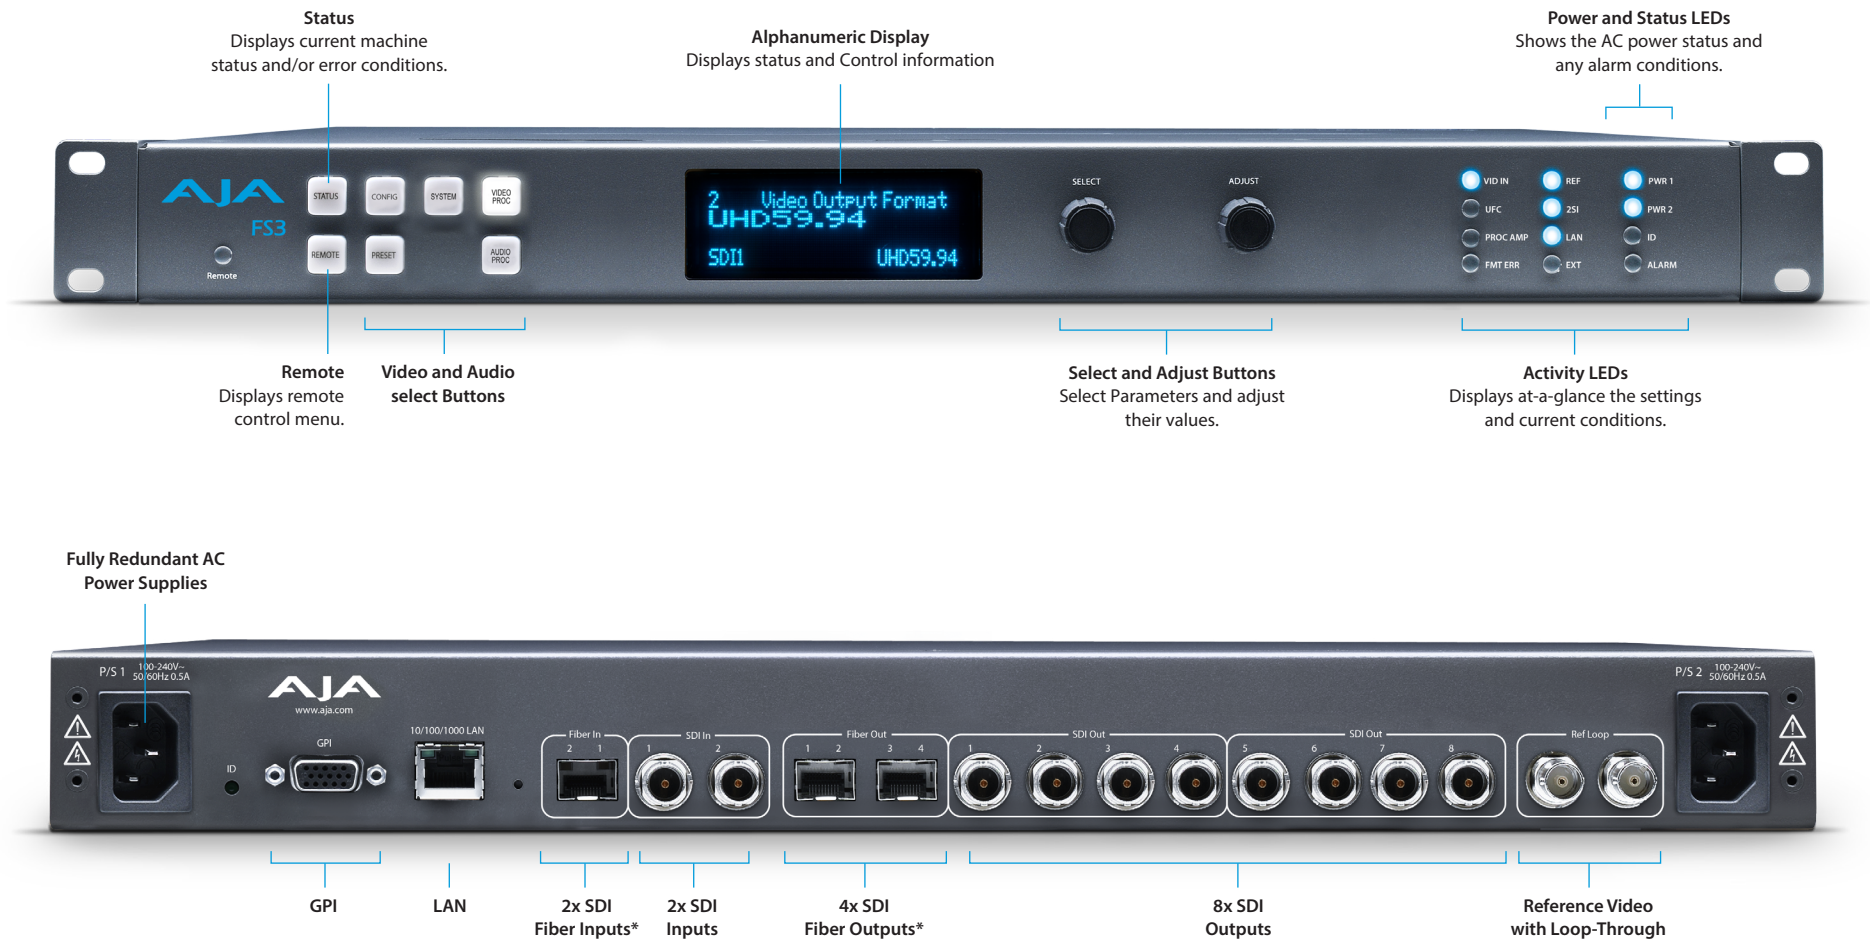 Status
Displays current machine
status and/or error conditions.
Alphanumeric Display
Displays status and Control information
Power and Status LEDs
Shows the AC power status and
any alarm conditions.
AJA
FS3
Remote
STATUS
CONFIG
SYSTEM
VIDEO
PROC
REMOTE
PRESET
AUDIO
PROC
2 Video Output Format
UHD59.94
SDI1 UHD59.94
SELECT
ADJUST
VID IN
REF
PWR 1
UFC
2SI
PWR 2
PROC AMP
LAN
ID
FMT ERR
EXT
ALARM
Remote
Displays remote
control menu.
Video and Audio
select Buttons
Select and Adjust Buttons
Select Parameters and adjust
their values.
Activity LEDs
Displays at-a-glance the settings
and current conditions.
Fully Redundant AC
Power Supplies
P/S 1
100-240V~
50/60Hz 0.5A
AJA
www.aja.com
ID
GPI
10/100/1000 LAN
Fiber In
2 1
SDI In
1 2
Fiber Out
1 2 3 4
SDI Out
1 2 3 4
SDI Out
5 6 7 8
Ref Loop
P/S 2
100-240V~
50/60Hz 0.5A
GPI
LAN
2x SDI
Fiber Inputs*
2x SDI
Inputs
4x SDI
Fiber Outputs*
8x SDI
Outputs
Reference Video
with Loop-Through